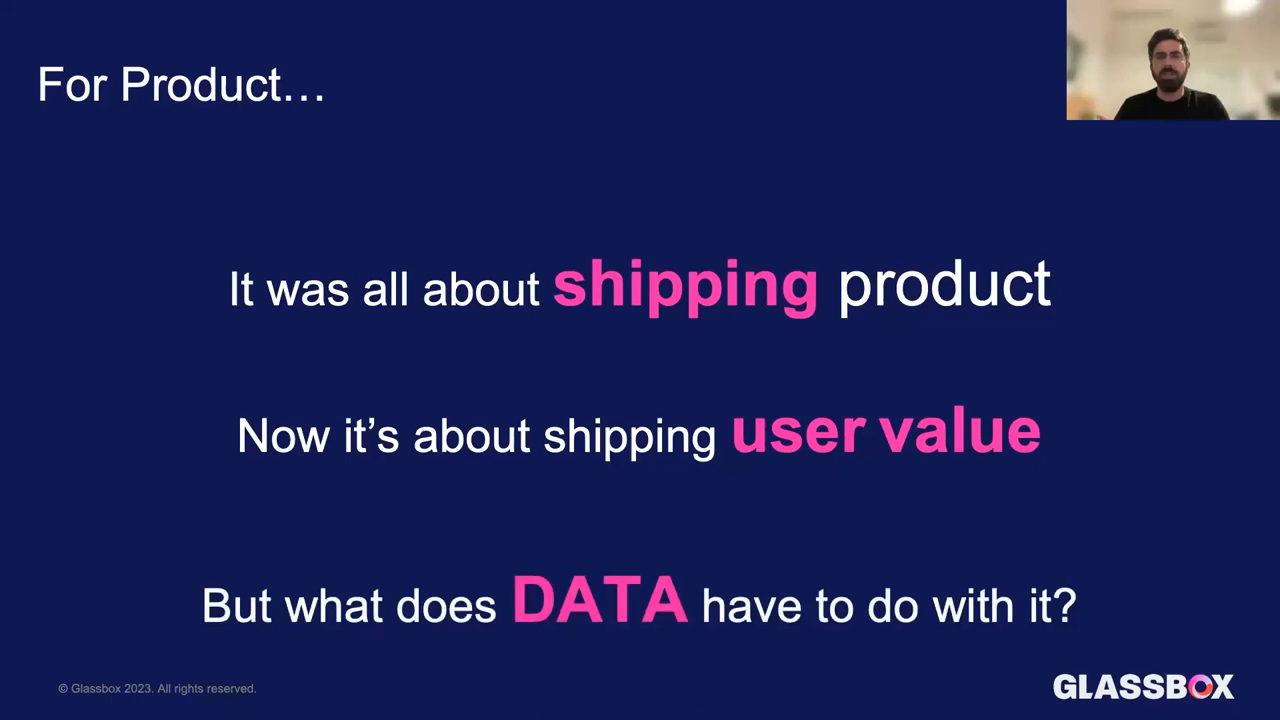 For Product…
It was all about shipping product
Now it’s about shipping user value
But what does DATA have to do with it?
© Glassbox 2023. All rights reserved.
GLASSBOX